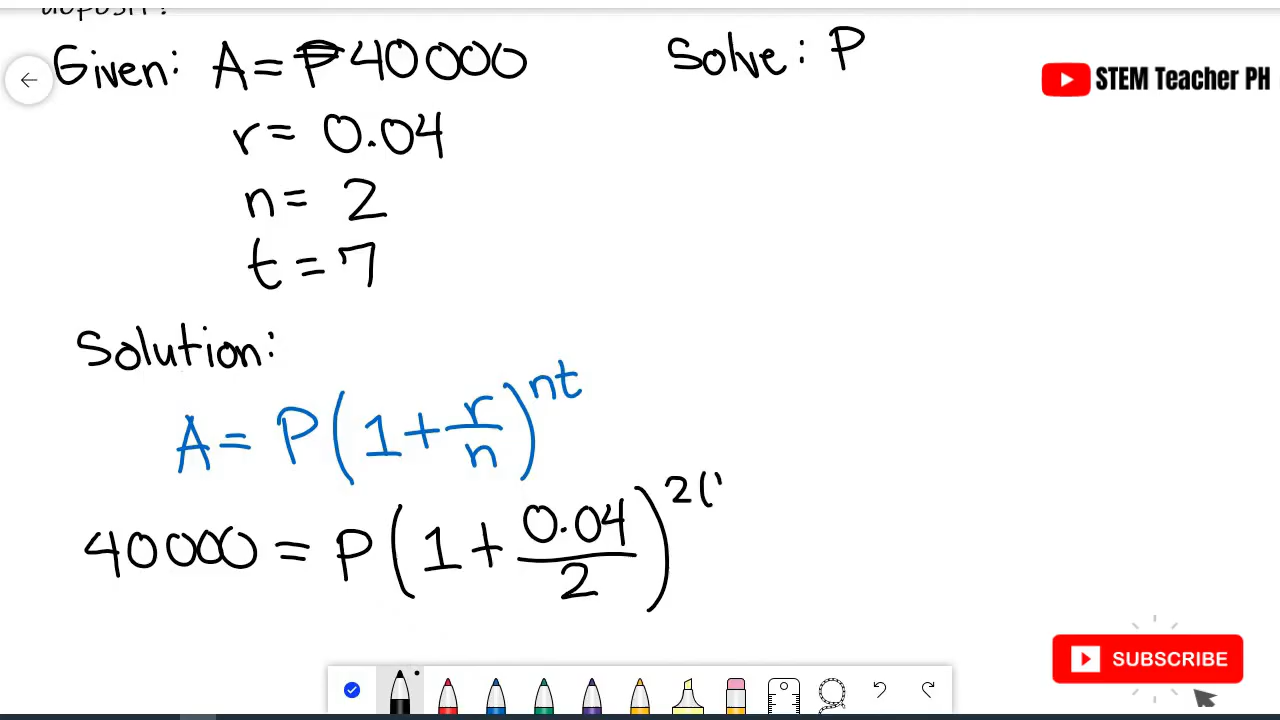 deposit?
Given: A = ₱40000
Solve: P
STEM Teacher PH
r = 0.04
n = 2
t = 7
Solution:
A = P(1 + r/n)^nt
40000 = P(1 + 0.04/2)^2(
SUBSCRIBE